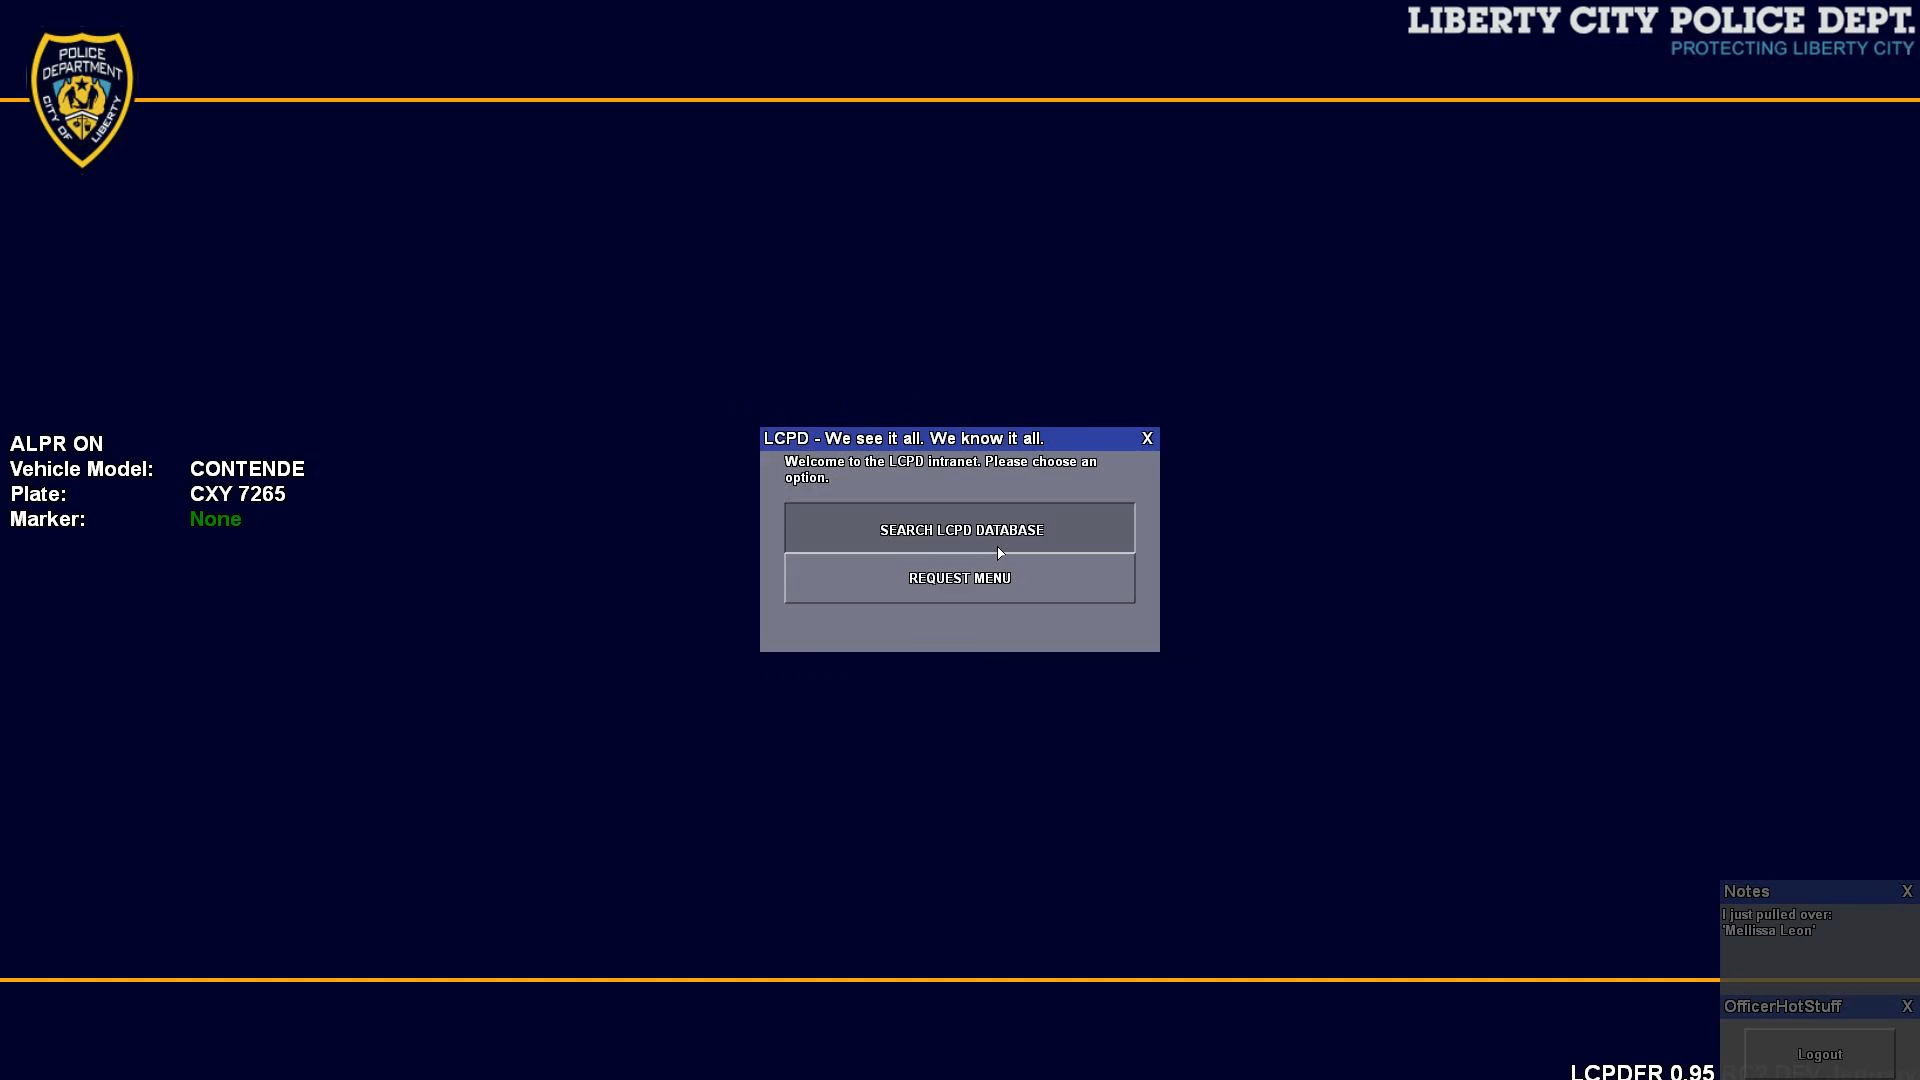 LIBERTY CITY POLICE DEPT.
PROTECTING LIBERTY CITY
POLICE
DEPARTMENT
CITY OF LIBERTY
ALPR ON
Vehicle Model: CONTENDE
Plate: CXY 7265
Marker: None
LCPD - We see it all. We know it all. X
Welcome to the LCPD intranet. Please choose an
option.
SEARCH LCPD DATABASE
REQUEST MENU
Notes X
I just pulled over:
'Mellissa Leon'
OfficerHotStuff X
Logout
LCPDFR 0.95 RC2 DEV